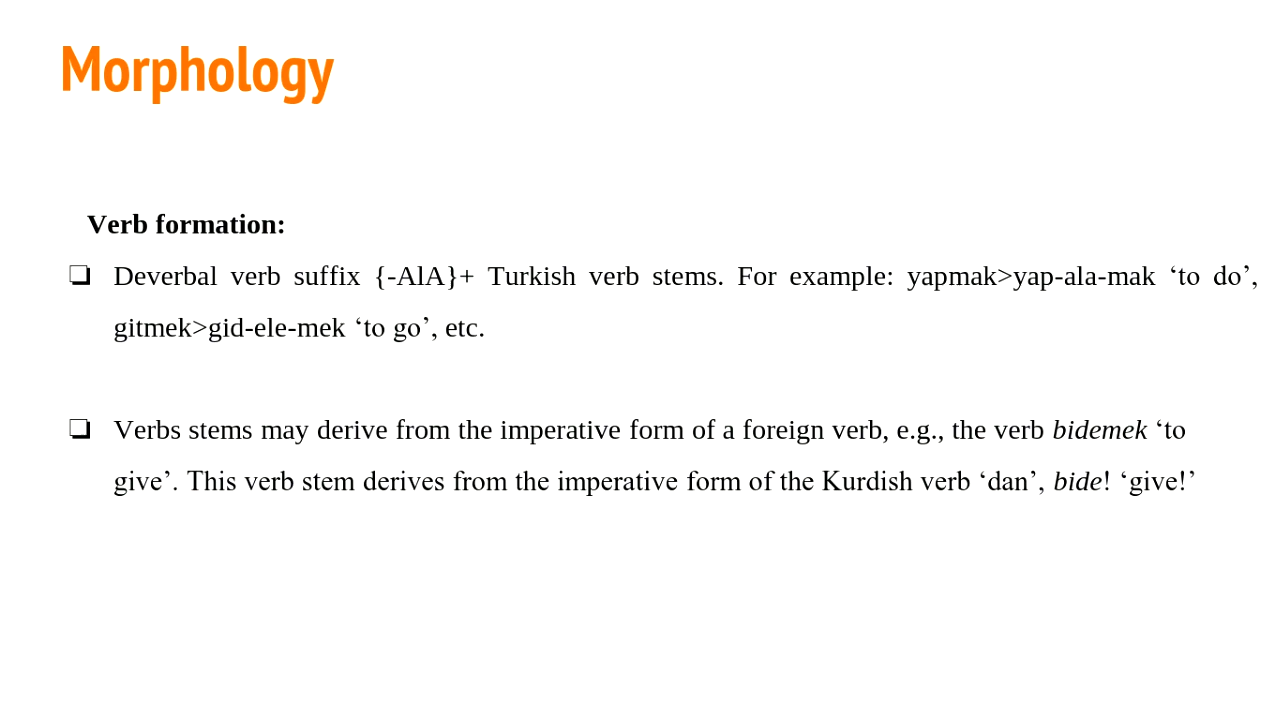 Morphology
Verb formation:
❏ Deverbal verb suffix {-AlA}+ Turkish verb stems. For example: yapmak>yap-ala-mak ‘to do’,
gitmek>gid-ele-mek ‘to go’, etc.
❏ Verbs stems may derive from the imperative form of a foreign verb, e.g., the verb bidemek ‘to
give’. This verb stem derives from the imperative form of the Kurdish verb ‘dan’, bide! ‘give!’